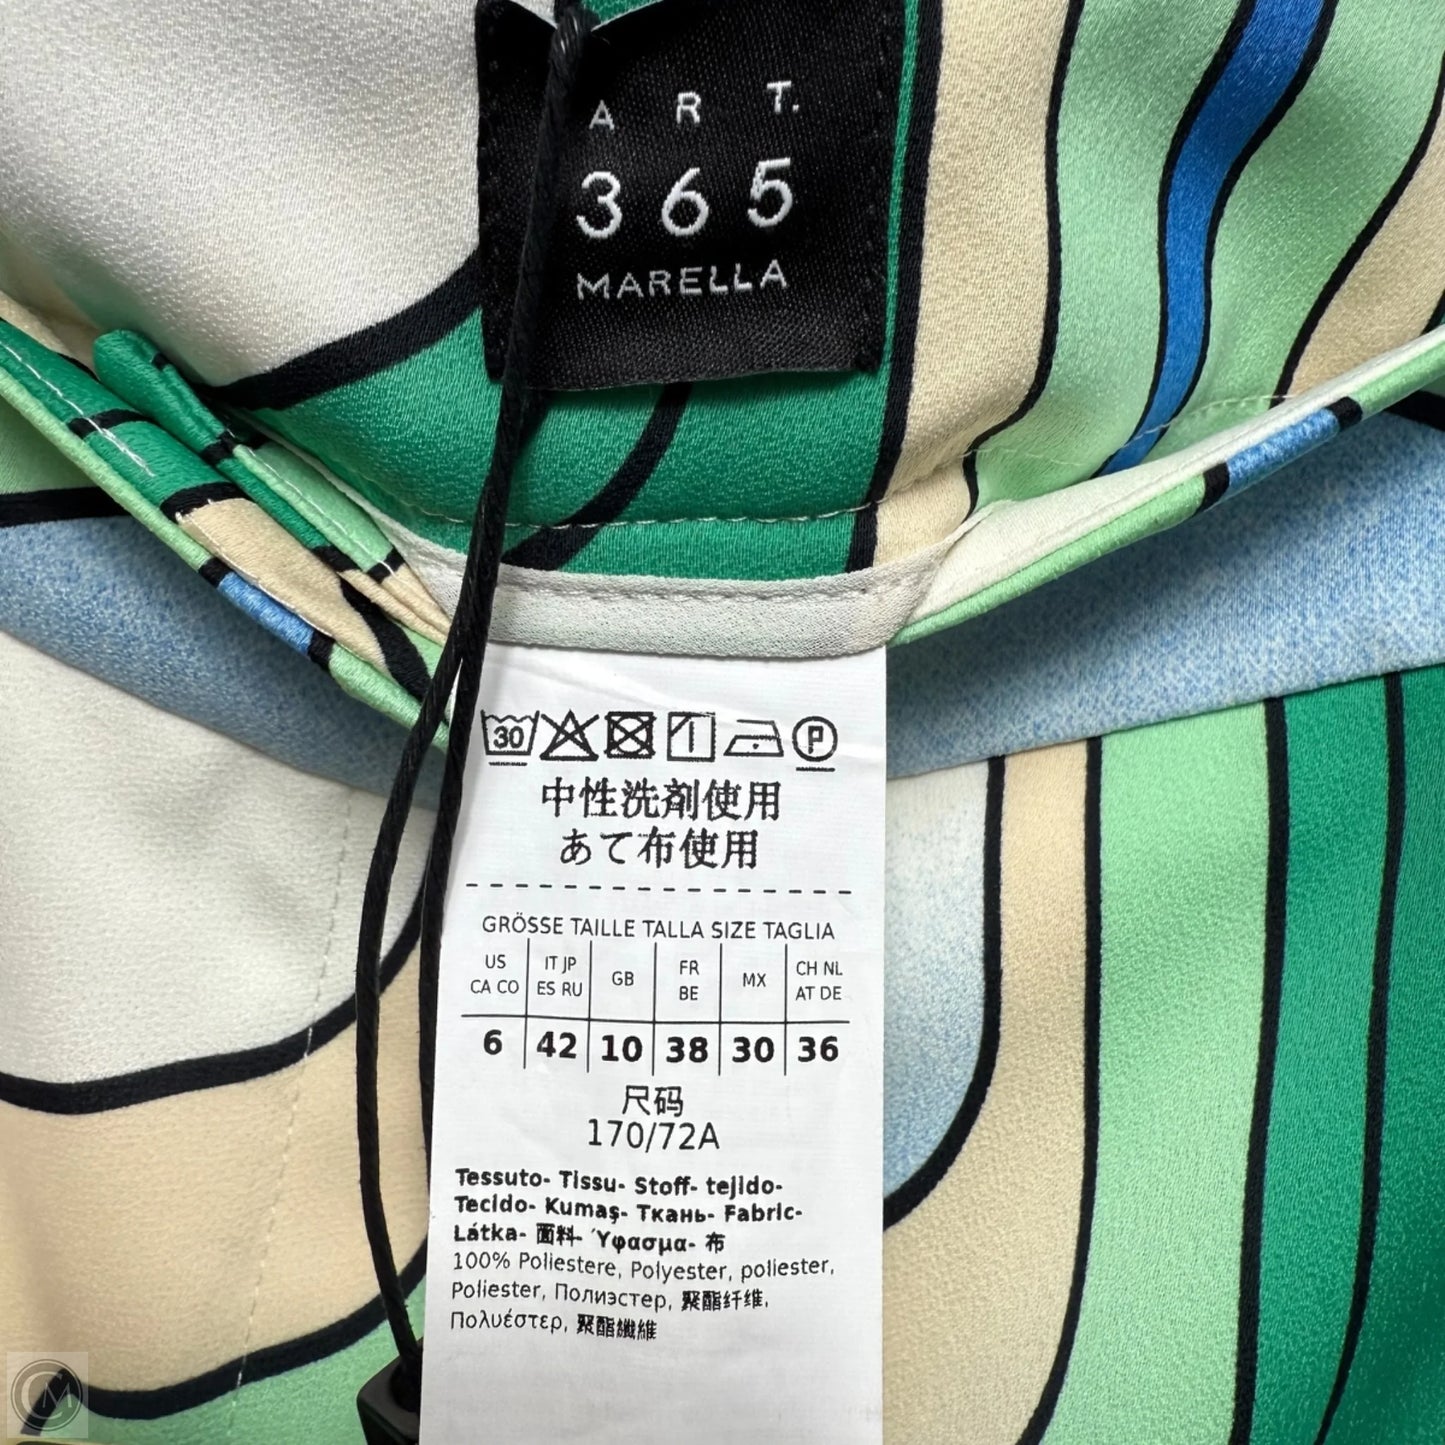 A R T.
365
MARELLA
30 P
中性洗剤使用
あて布使用
GRÖSSE TAILLE TALLA SIZE TAGLIA
US CA CO IT JP ES RU GB FR BE MX CH NL AT DE
6 42 10 38 30 36
尺码
170/72A
Tessuto- Tissu- Stoff- tejido-
Tecido- Kumaş- Ткань- Fabric-
Látka- 面料- Ύφασμα- 布
100% Poliestere, Polyester, poliester,
Poliester, Полиэстер, 聚酯纤维,
Πολυέστερ, 聚酯纖維
CM